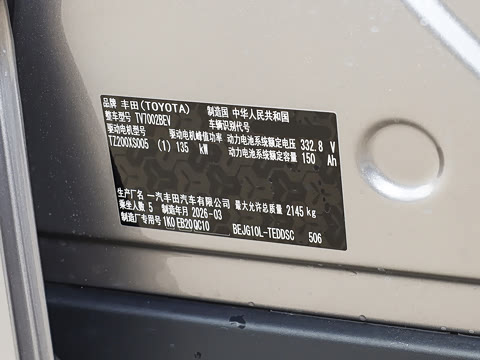 品牌 丰田(TOYOTA) 制造国 中华人民共和国
整车型号 TV7002BEV 车辆识别代号
驱动电机型号 驱动电机峰值功率 动力电池系统额定电压 332.8 V
TZ200XS005 (1) 135 kW 动力电池系统额定容量 150 Ah
生产厂名 一汽丰田汽车有限公司
乘坐人数 5 制造年月 2026-03 最大允许总质量 2145 kg
制造厂专用号 1K0 EB20 QC10 BEJG10L-TEDDSC 506